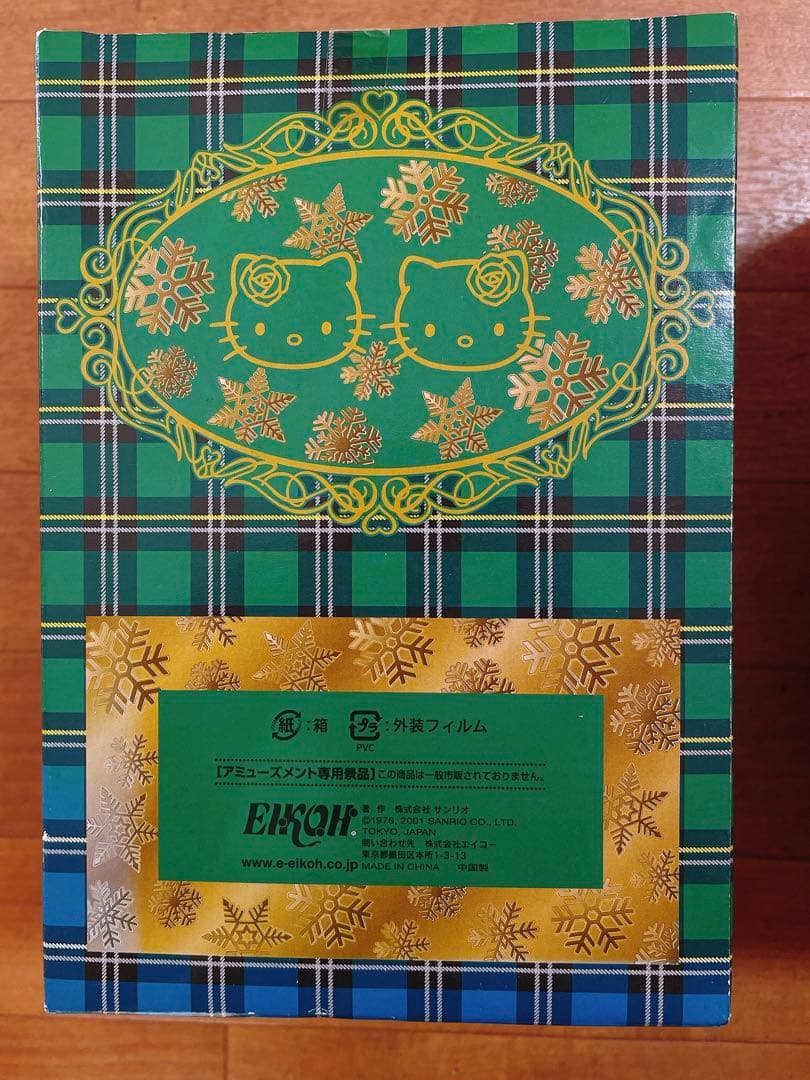 紙:箱 プラ:外装フィルム
PVC
【アミューズメント専用景品】この商品は一般市販されておりません。
EIKOH
著 作 株式会社 サンリオ
©1976, 2001 SANRIO CO., LTD.
TOKYO, JAPAN
問い合わせ先 株式会社エイコー
東京都墨田区本所1-3-13
www.e-eikoh.co.jp MADE IN CHINA 中国製